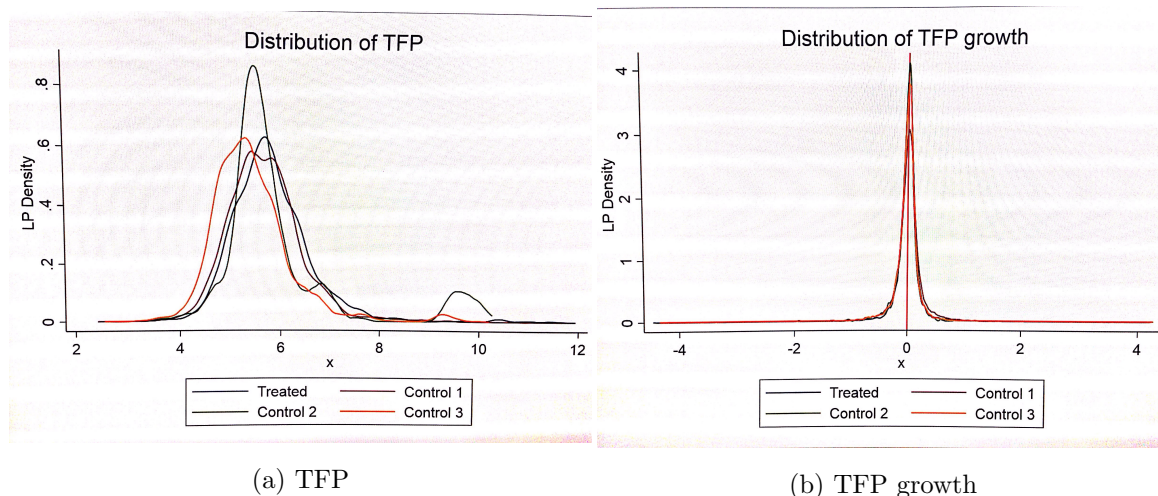 Distribution of TFP
LP Density
.8
.6
.4
.2
0
2 4 6 8 10 12
x
Treated Control 1
Control 2 Control 3
(a) TFP
Distribution of TFP growth
LP Density
4
3
2
1
0
-4 -2 0 2 4
x
Treated Control 1
Control 2 Control 3
(b) TFP growth